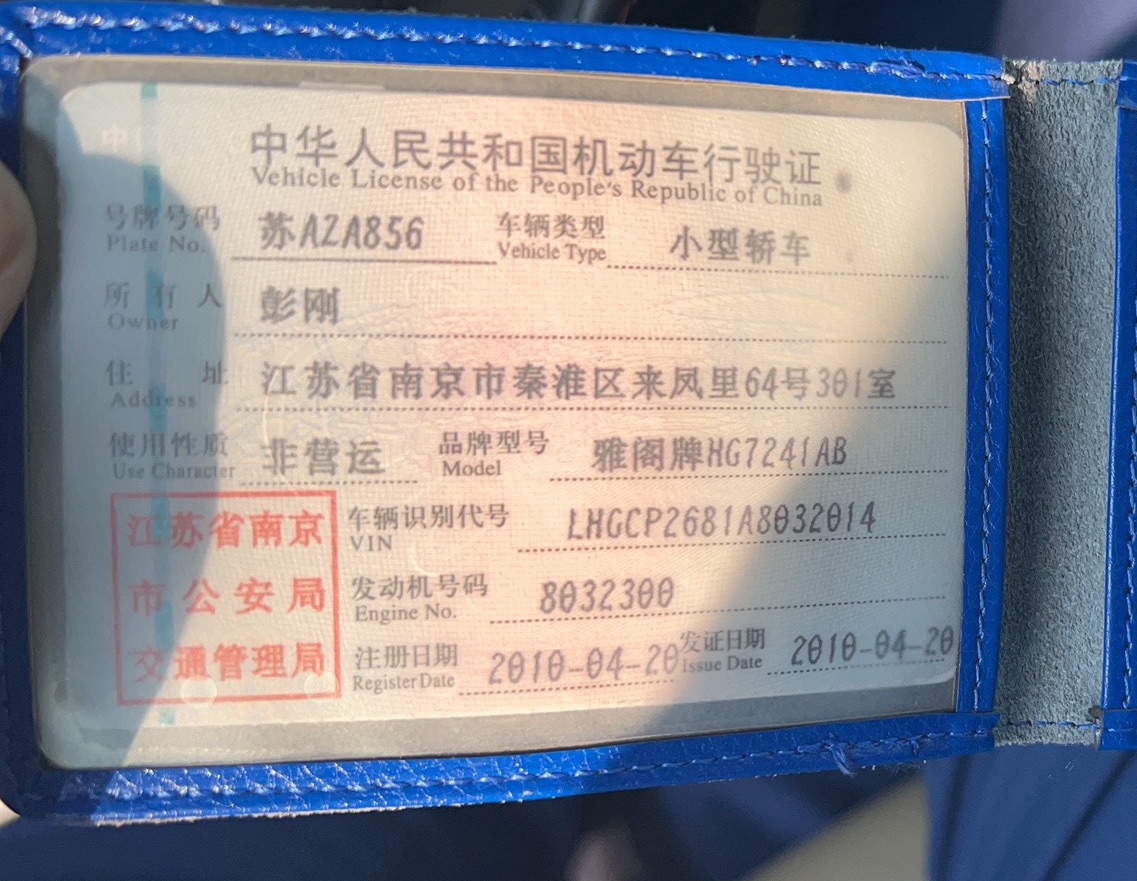 中华人民共和国机动车行驶证
Vehicle License of the People's Republic of China
号牌号码 苏AZA856 车辆类型 小型轿车
Plate No. Vehicle Type
所有人 彭刚
Owner
住址 江苏省南京市秦淮区来凤里64号301室
Address
使用性质 非营运 品牌型号 雅阁牌HG7241AB
Use Character Model
江苏省南京
市公安局
交通管理局
车辆识别代号 LHGCP2681A8032014
VIN
发动机号码 8032300
Engine No.
注册日期 2010-04-20 发证日期 2010-04-20
Register Date Issue Date